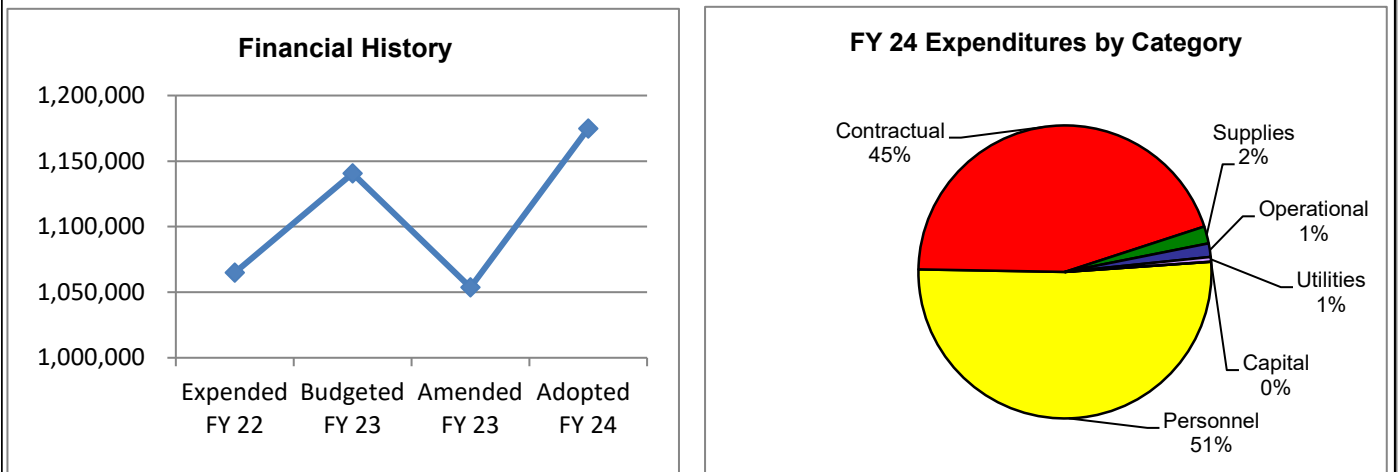 Financial History
1,200,000
1,150,000
1,100,000
1,050,000
1,000,000
Expended Budgeted Amended Adopted
FY 22 FY 23 FY 23 FY 24
FY 24 Expenditures by Category
Contractual
45%
Supplies
2%
Operational
1%
Utilities
1%
Capital
0%
Personnel
51%